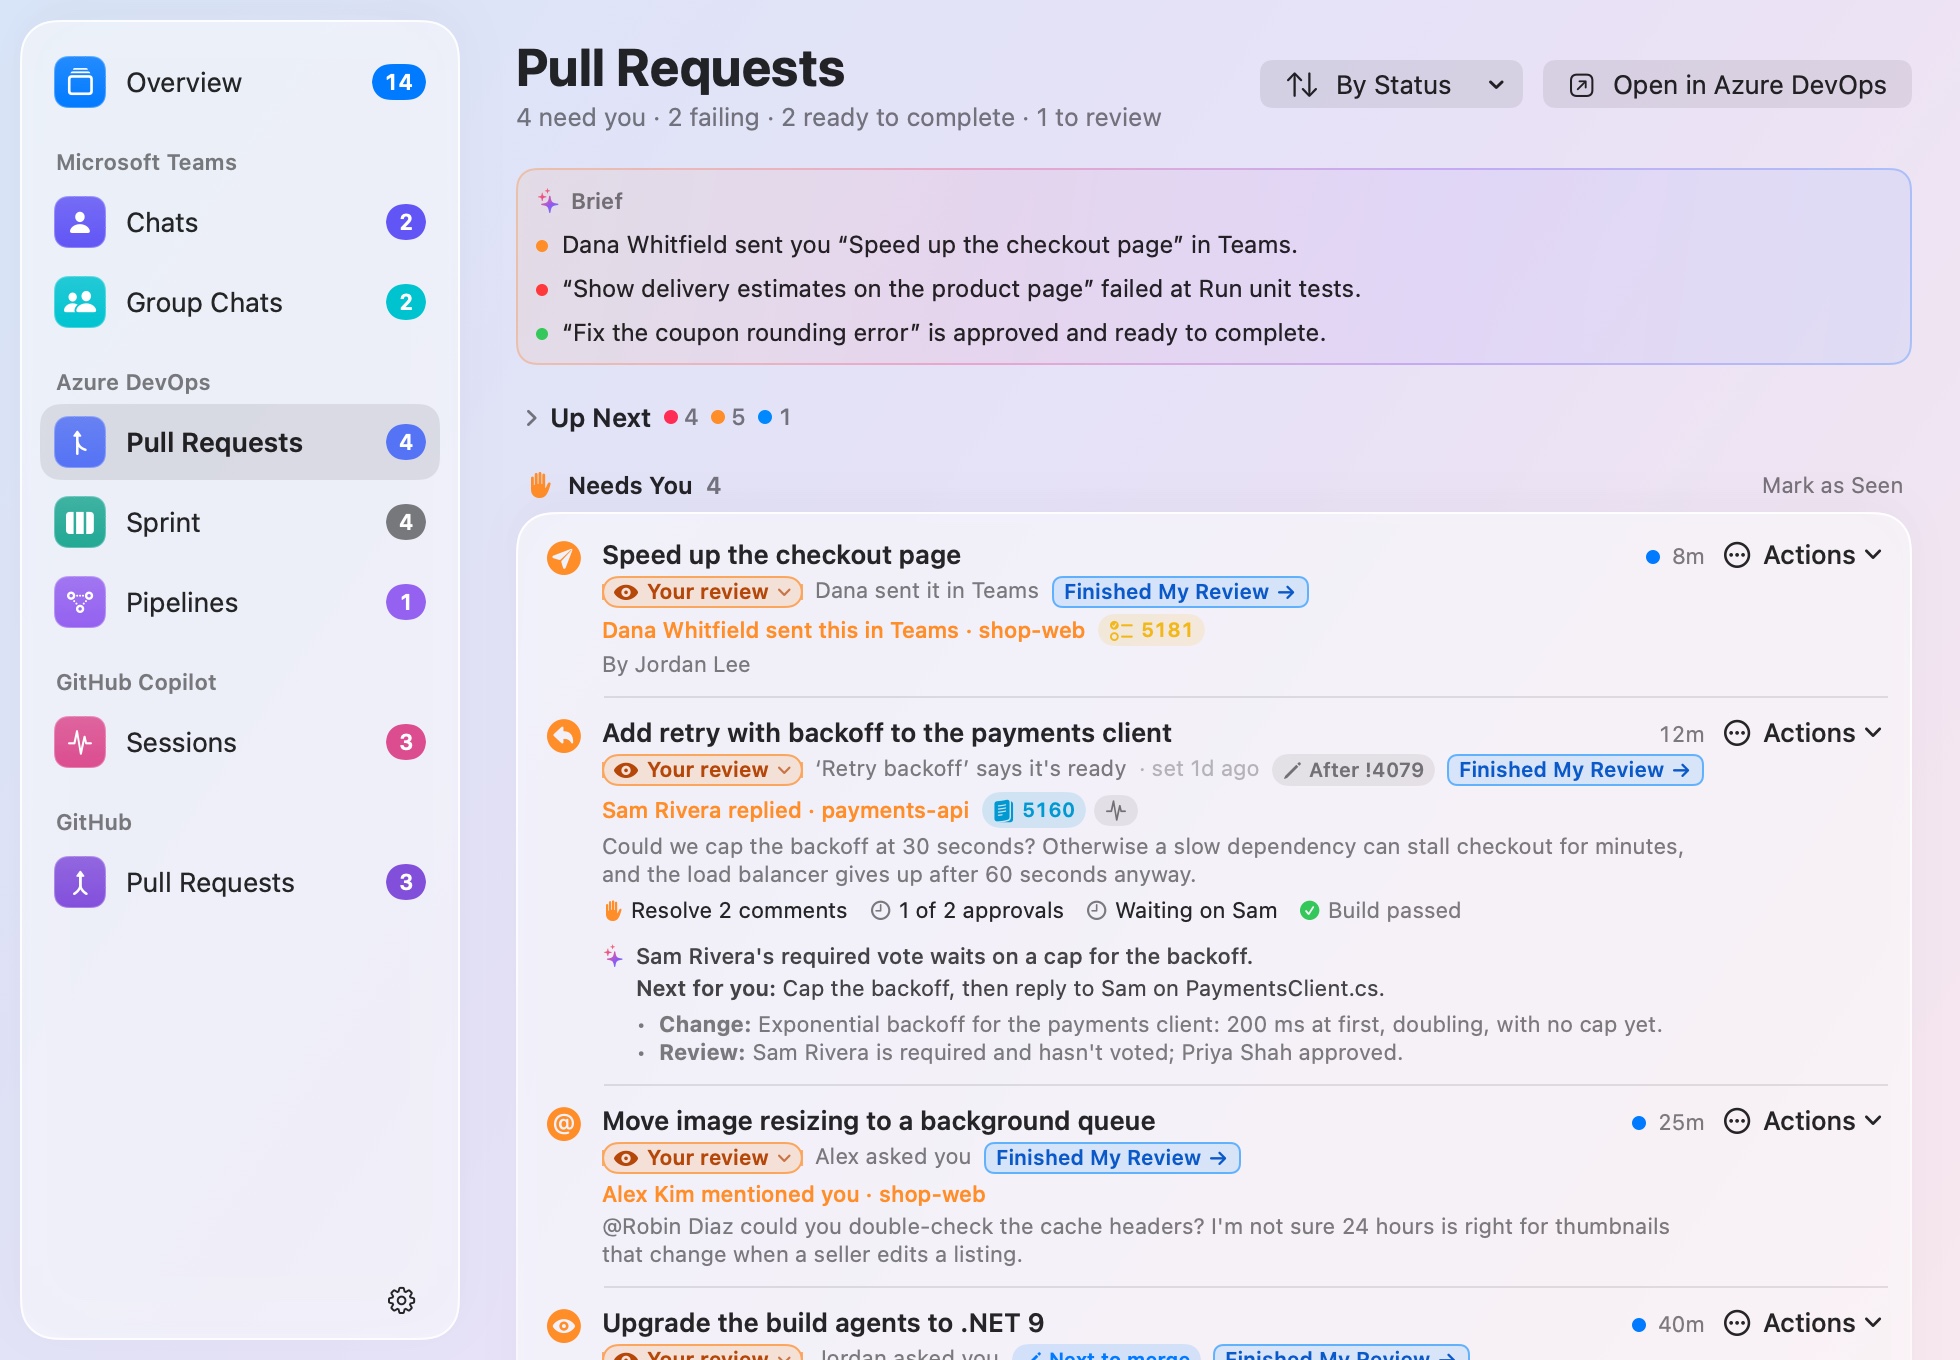 Overview 14
Microsoft Teams
Chats 2
Group Chats 2
Azure DevOps
Pull Requests 4
Sprint 4
Pipelines 1
GitHub Copilot
Sessions 3
GitHub
Pull Requests 3
Pull Requests
4 need you · 2 failing · 2 ready to complete · 1 to review
By Status
Open in Azure DevOps
Brief
Dana Whitfield sent you “Speed up the checkout page” in Teams.
“Show delivery estimates on the product page” failed at Run unit tests.
“Fix the coupon rounding error” is approved and ready to complete.
Up Next 4 5 1
Needs You 4
Mark as Seen
Speed up the checkout page
8m Actions
Your review Dana sent it in Teams Finished My Review →
Dana Whitfield sent this in Teams · shop-web 5181
By Jordan Lee
Add retry with backoff to the payments client
12m Actions
Your review ‘Retry backoff’ says it's ready · set 1d ago After !4079 Finished My Review →
Sam Rivera replied · payments-api 5160
Could we cap the backoff at 30 seconds? Otherwise a slow dependency can stall checkout for minutes,
and the load balancer gives up after 60 seconds anyway.
Resolve 2 comments 1 of 2 approvals Waiting on Sam Build passed
Sam Rivera's required vote waits on a cap for the backoff.
Next for you: Cap the backoff, then reply to Sam on PaymentsClient.cs.
• Change: Exponential backoff for the payments client: 200 ms at first, doubling, with no cap yet.
• Review: Sam Rivera is required and hasn't voted; Priya Shah approved.
Move image resizing to a background queue
25m Actions
Your review Alex asked you Finished My Review →
Alex Kim mentioned you · shop-web
@Robin Diaz could you double-check the cache headers? I'm not sure 24 hours is right for thumbnails
that change when a seller edits a listing.
Upgrade the build agents to .NET 9
40m Actions
Your review Jordan asked you Next to merge Finished My Review →